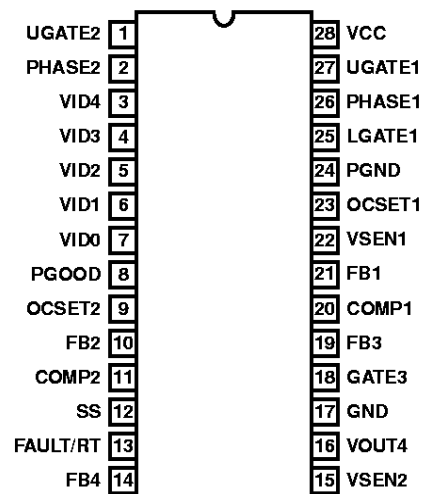 UGATE2 1 28 VCC
PHASE2 2 27 UGATE1
VID4 3 26 PHASE1
VID3 4 25 LGATE1
VID2 5 24 PGND
VID1 6 23 OCSET1
VID0 7 22 VSEN1
PGOOD 8 21 FB1
OCSET2 9 20 COMP1
FB2 10 19 FB3
COMP2 11 18 GATE3
SS 12 17 GND
FAULT/RT 13 16 VOUT4
FB4 14 15 VSEN2